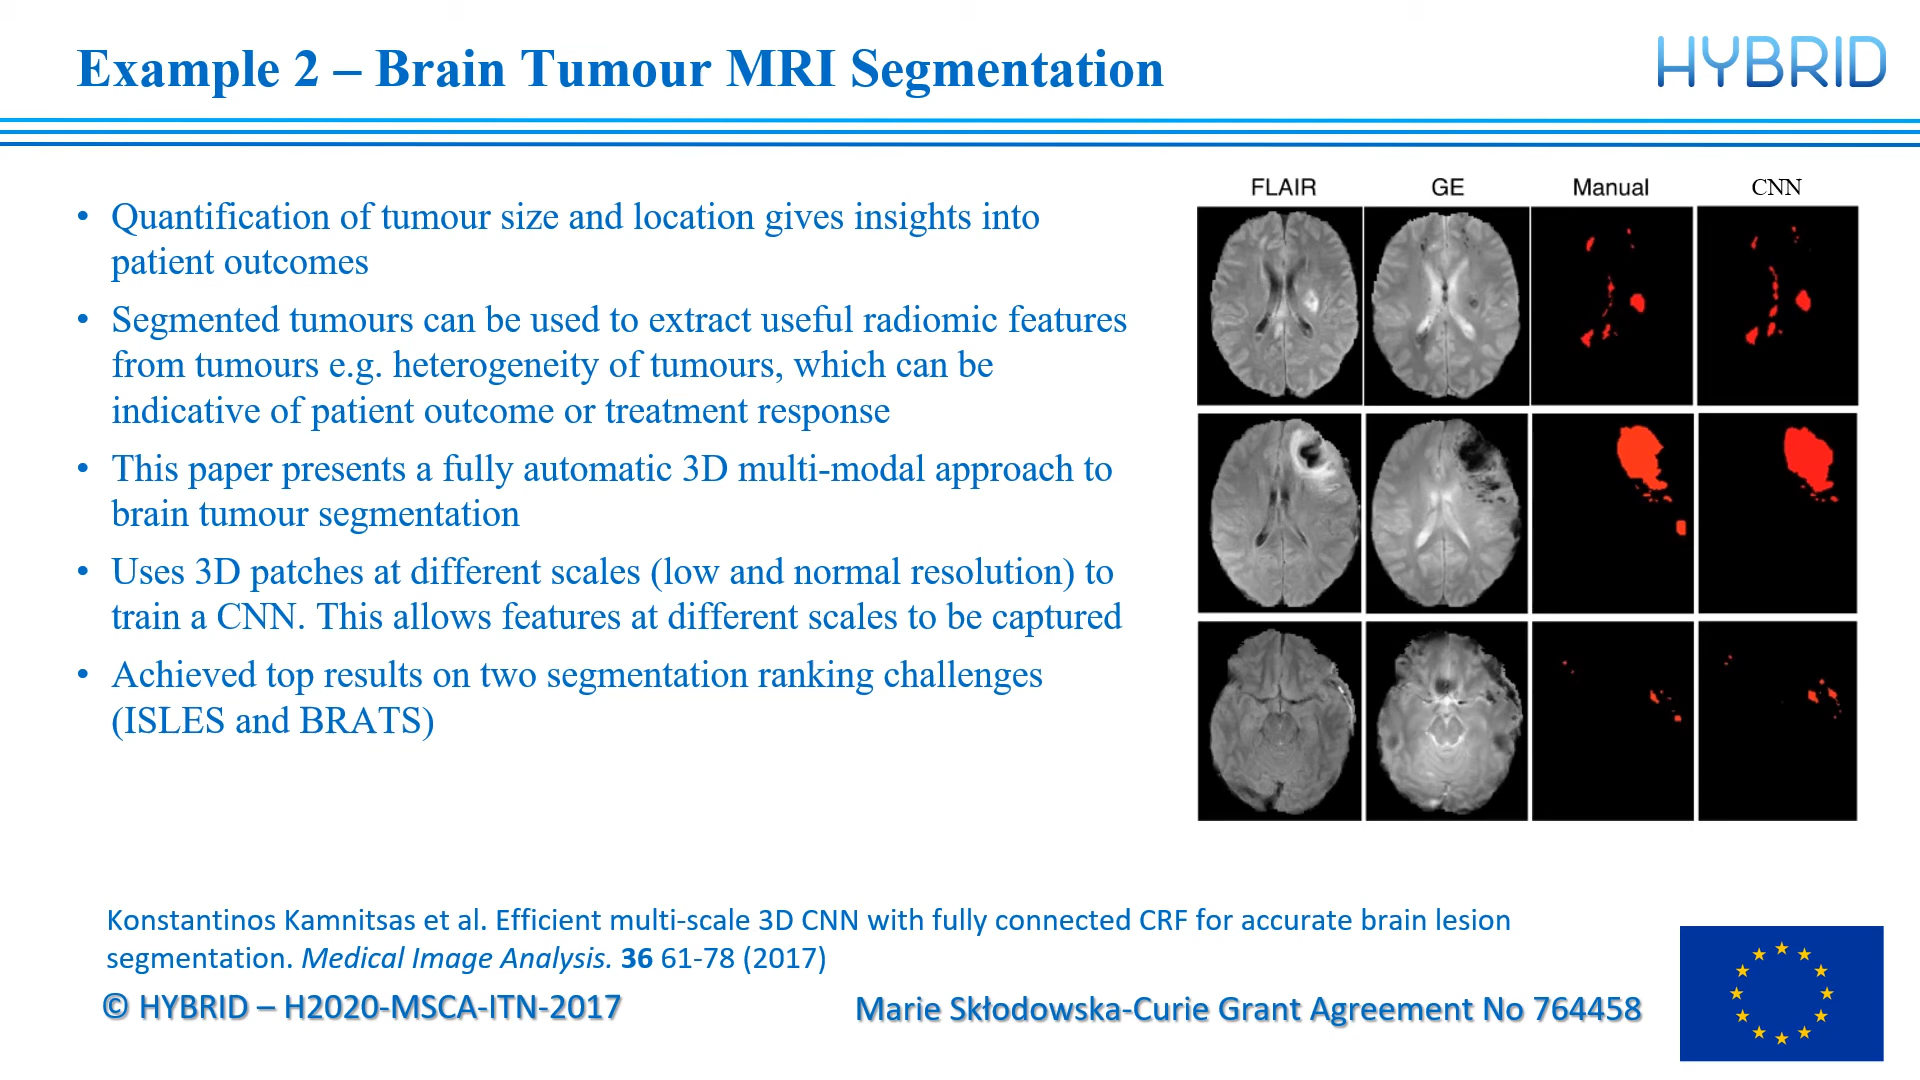 Example 2 – Brain Tumour MRI Segmentation
HYBRID
• Quantification of tumour size and location gives insights into
patient outcomes
• Segmented tumours can be used to extract useful radiomic features
from tumours e.g. heterogeneity of tumours, which can be
indicative of patient outcome or treatment response
• This paper presents a fully automatic 3D multi-modal approach to
brain tumour segmentation
• Uses 3D patches at different scales (low and normal resolution) to
train a CNN. This allows features at different scales to be captured
• Achieved top results on two segmentation ranking challenges
(ISLES and BRATS)
FLAIR GE Manual CNN
Konstantinos Kamnitsas et al. Efficient multi-scale 3D CNN with fully connected CRF for accurate brain lesion
segmentation. Medical Image Analysis. 36 61-78 (2017)
© HYBRID – H2020-MSCA-ITN-2017
Marie Skłodowska-Curie Grant Agreement No 764458